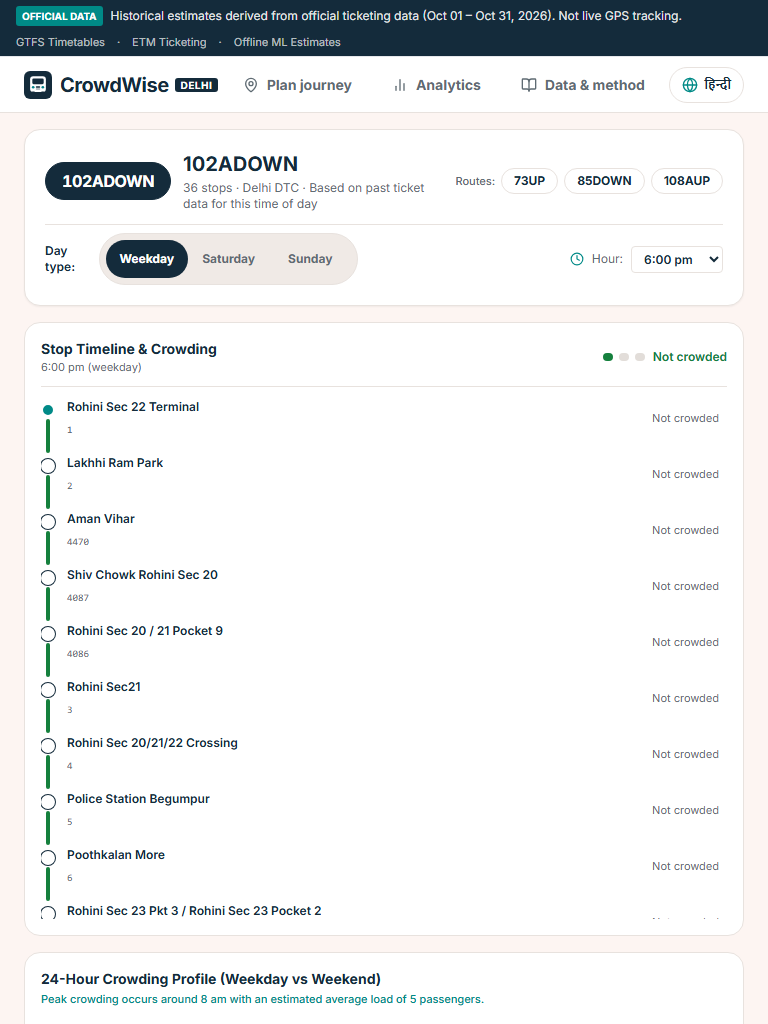 OFFICIAL DATA Historical estimates derived from official ticketing data (Oct 01 – Oct 31, 2026). Not live GPS tracking.
GTFS Timetables · ETM Ticketing · Offline ML Estimates
CrowdWise DELHI Plan journey Analytics Data & method हिन्दी
102ADOWN
102ADOWN
36 stops · Delhi DTC · Based on past ticket
data for this time of day
Routes: 73UP 85DOWN 108AUP
Day
type:
Weekday Saturday Sunday
Hour: 6:00 pm
Stop Timeline & Crowding
6:00 pm (weekday)
Not crowded
Rohini Sec 22 Terminal
1
Not crowded
Lakhhi Ram Park
2
Not crowded
Aman Vihar
4470
Not crowded
Shiv Chowk Rohini Sec 20
4087
Not crowded
Rohini Sec 20 / 21 Pocket 9
4086
Not crowded
Rohini Sec21
3
Not crowded
Rohini Sec 20/21/22 Crossing
4
Not crowded
Police Station Begumpur
5
Not crowded
Poothkalan More
6
Not crowded
Rohini Sec 23 Pkt 3 / Rohini Sec 23 Pocket 2
24-Hour Crowding Profile (Weekday vs Weekend)
Peak crowding occurs around 8 am with an estimated average load of 5 passengers.